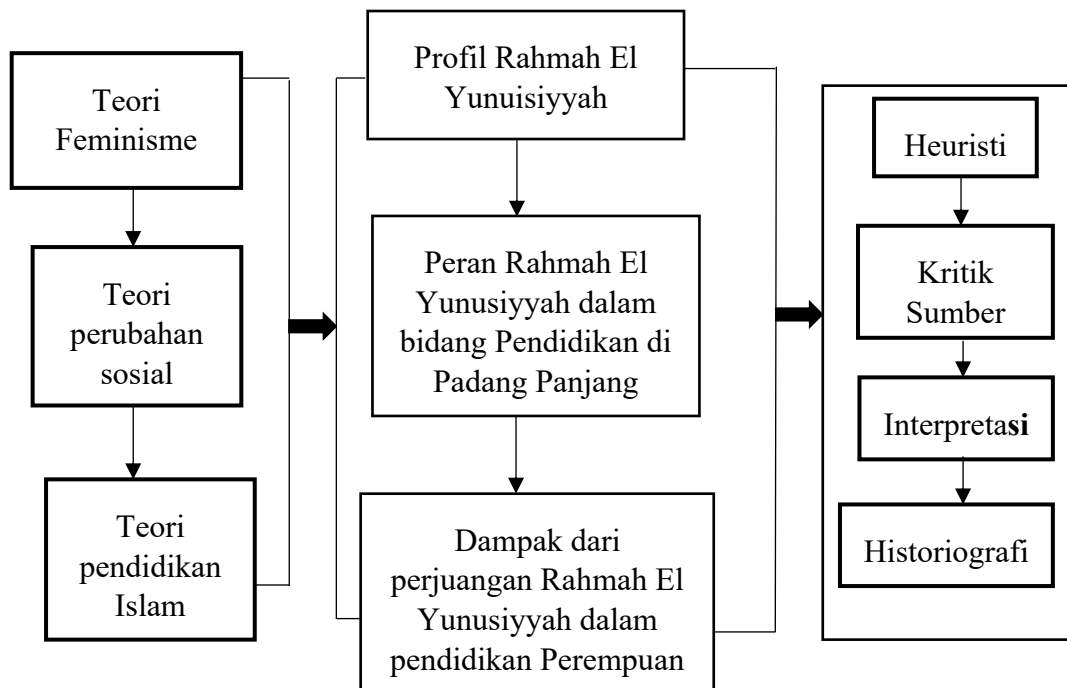 Teori
Feminisme
Teori
perubahan
sosial
Teori
pendidikan
Islam
Profil Rahmah El
Yunuisiyyah
Peran Rahmah El
Yunusiyyah dalam
bidang Pendidikan di
Padang Panjang
Dampak dari
perjuangan Rahmah El
Yunusiyyah dalam
pendidikan Perempuan
Heuristi
Kritik
Sumber
Interpretasi
Historiografi